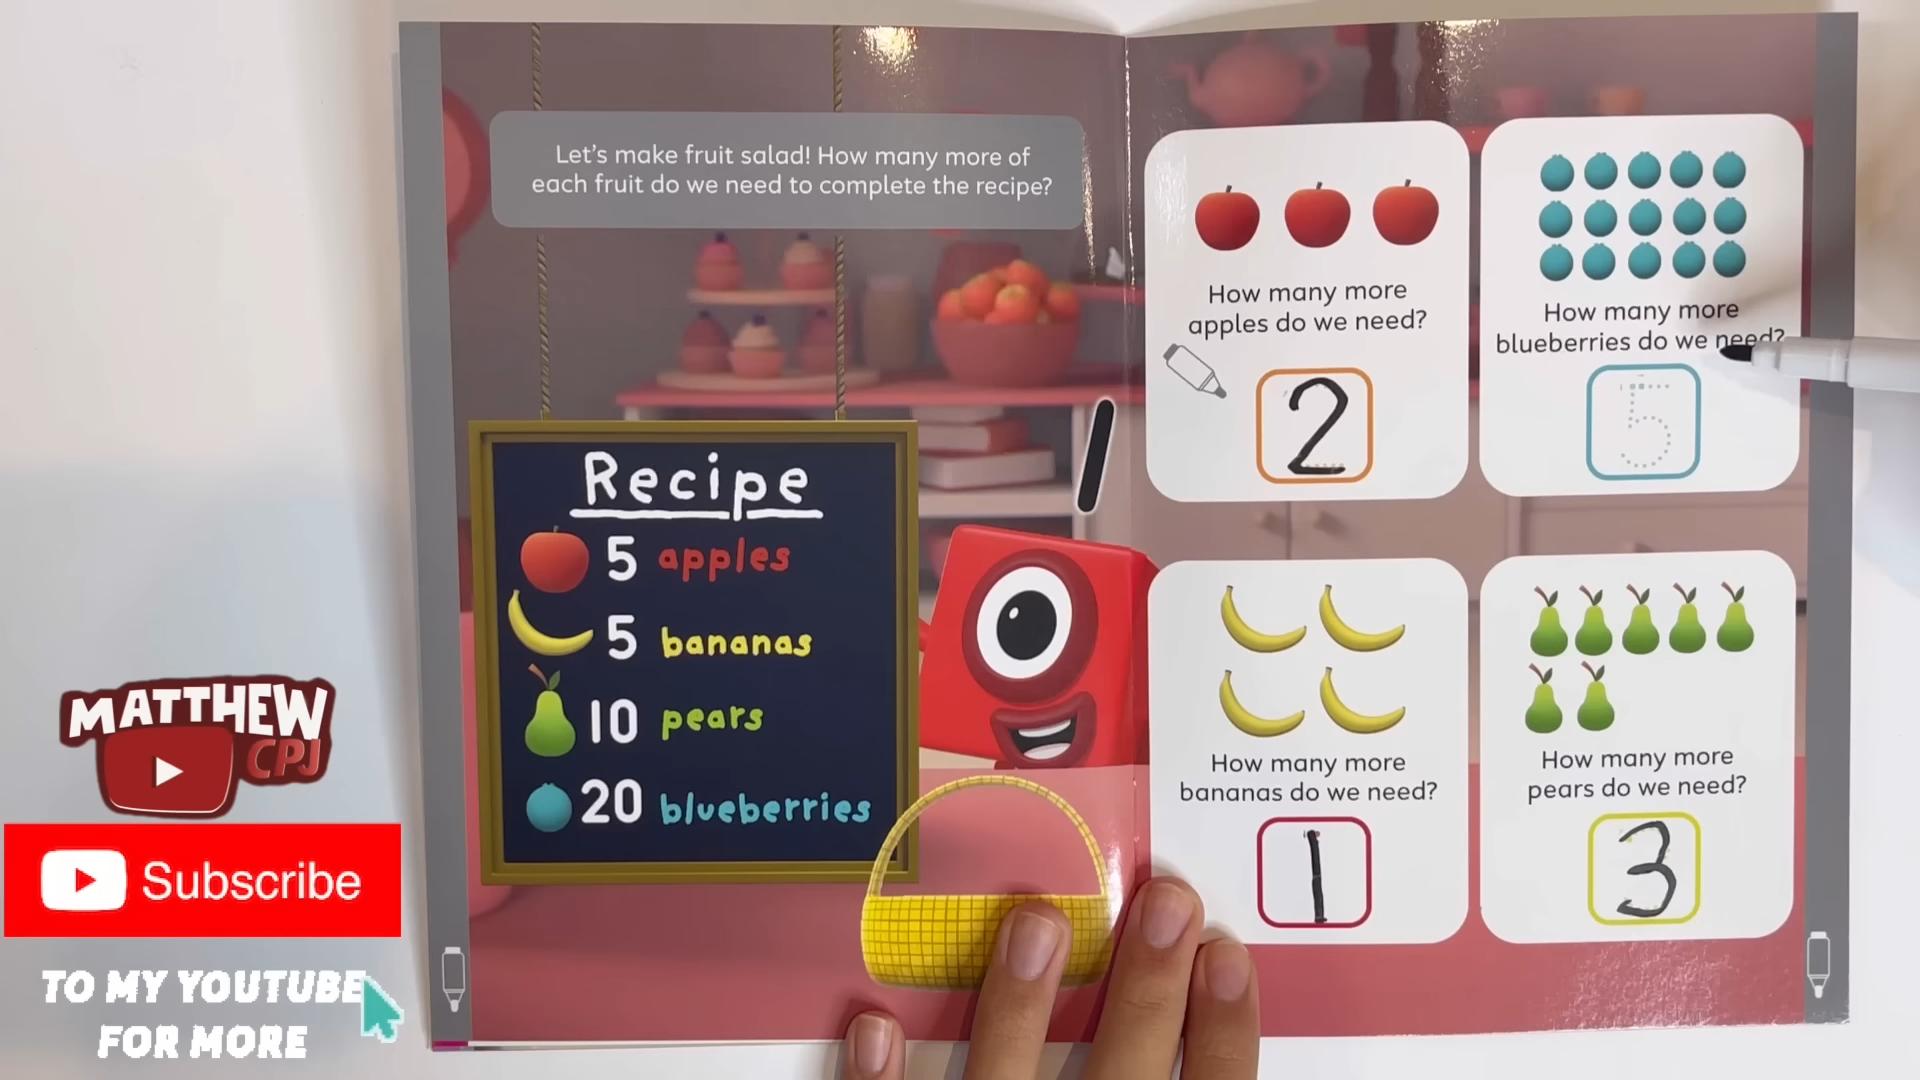 Let's make fruit salad! How many more of
each fruit do we need to complete the recipe?
Recipe
5 apples
5 bananas
10 pears
20 blueberries
How many more
apples do we need?
2
How many more
blueberries do we need?
5
How many more
bananas do we need?
1
How many more
pears do we need?
3
MATTHEW
CPJ
Subscribe
TO MY YOUTUBE
FOR MORE